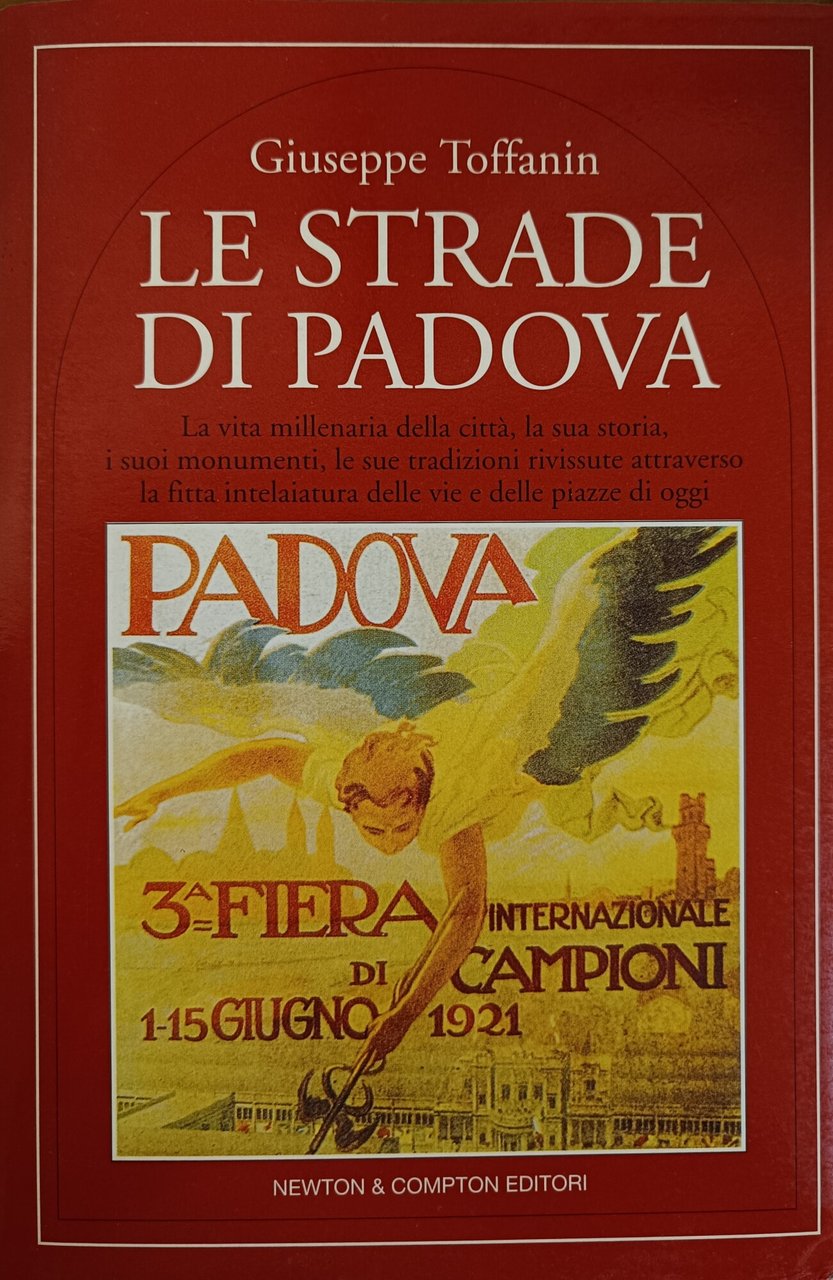 Giuseppe Toffanin
LE STRADE
DI PADOVA
La vita millenaria della città, la sua storia,
i suoi monumenti, le sue tradizioni rivissute attraverso
la fitta intelaiatura delle vie e delle piazze di oggi
PADOVA
3ª FIERA INTERNAZIONALE
DI CAMPIONI
1-15 GIUGNO 1921
NEWTON & COMPTON EDITORI